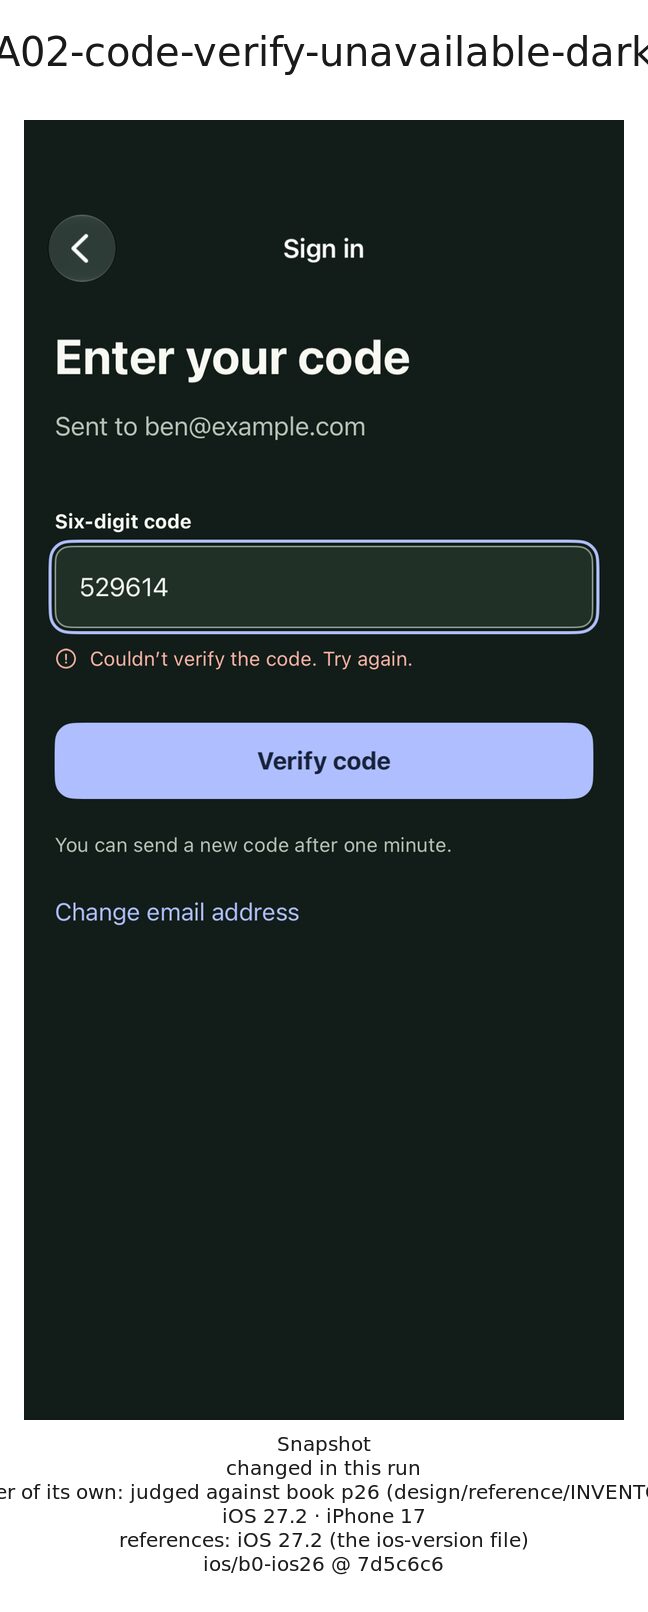 A02-code-verify-unavailable-dark
Sign in
Enter your code
Sent to ben@example.com
Six-digit code
529614
Couldn’t verify the code. Try again.
Verify code
You can send a new code after one minute.
Change email address
Snapshot
changed in this run
of its own: judged against book p26 (design/reference/
iOS 27.2 · iPhone 17
references: iOS 27.2 (the ios-version file)
ios/b0-ios26 @ 7d5c6c6